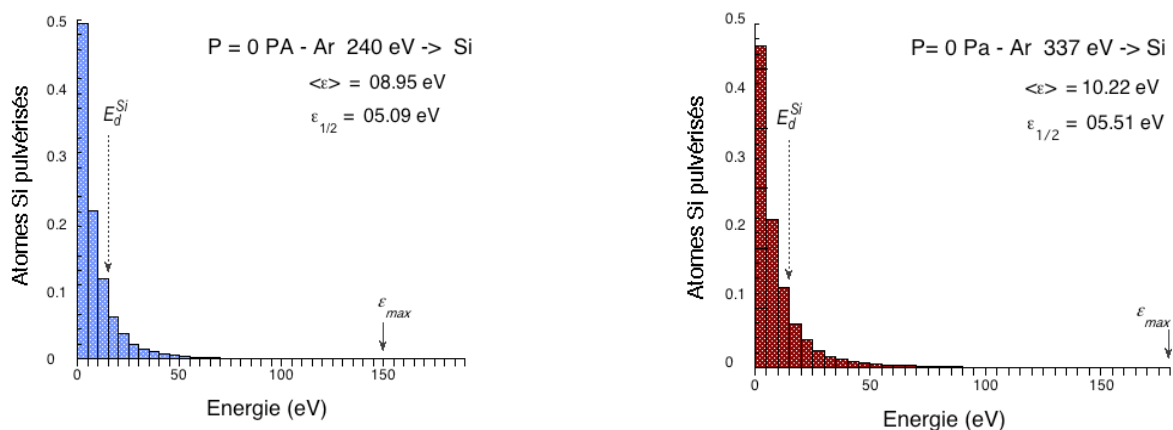 P = 0 PA - Ar 240 eV -> Si
<ε> = 08.95 eV
ε1/2 = 05.09 eV
E_d^Si
ε_max
Atomes Si pulvérisés
0.5
0.4
0.3
0.2
0.1
0
0 50 100 150
Energie (eV)
P= 0 Pa - Ar 337 eV -> Si
<ε> = 10.22 eV
ε1/2 = 05.51 eV
E_d^Si
ε_max
Atomes Si pulvérisés
0.5
0.4
0.3
0.2
0.1
0
0 50 100 150
Energie (eV)